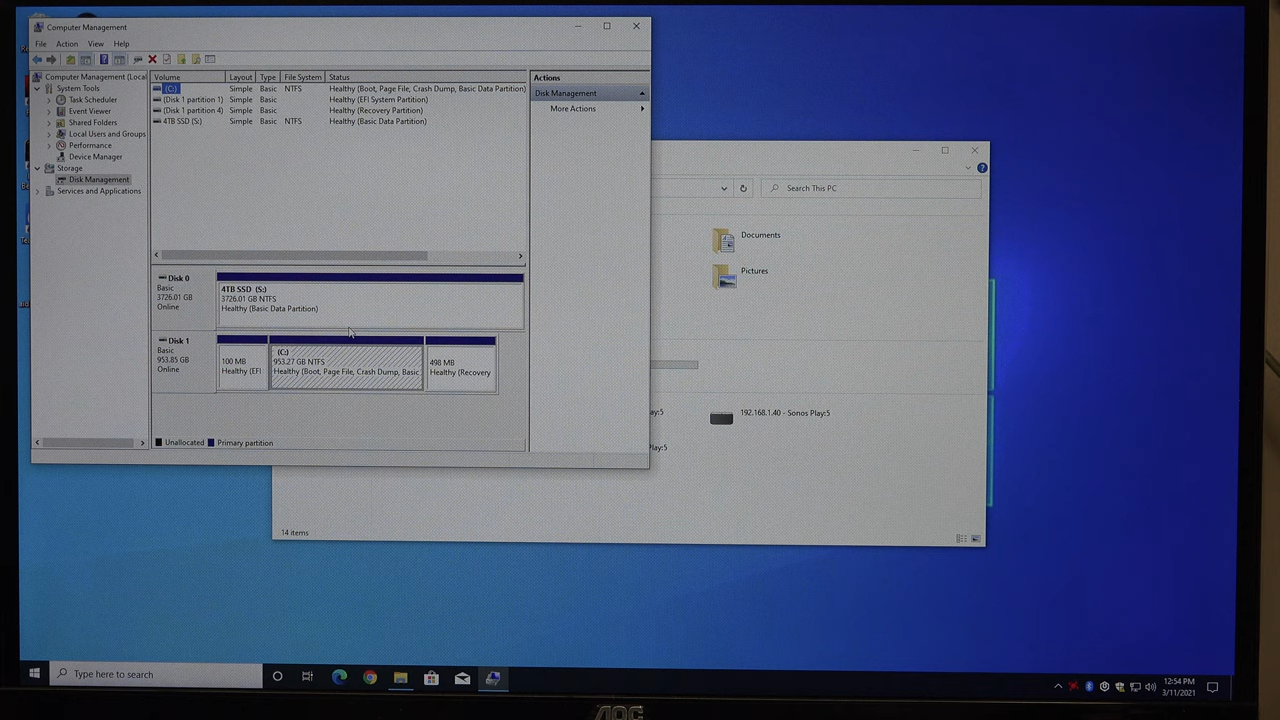 Computer Management
File Action View Help
Computer Management (Local
System Tools
Task Scheduler
Event Viewer
Shared Folders
Local Users and Groups
Performance
Device Manager
Storage
Disk Management
Services and Applications
Volume Layout Type File System Status
(C:) Simple Basic NTFS Healthy (Boot, Page File, Crash Dump, Basic Data Partition)
(Disk 1 partition 1) Simple Basic Healthy (EFI System Partition)
(Disk 1 partition 4) Simple Basic Healthy (Recovery Partition)
4TB SSD (S:) Simple Basic NTFS Healthy (Basic Data Partition)
Actions
Disk Management
More Actions
Disk 0
Basic
3726.01 GB
Online
4TB SSD (S:)
3726.01 GB NTFS
Healthy (Basic Data Partition)
Disk 1
Basic
953.85 GB
Online
100 MB
Healthy (EFI
(C:)
953.27 GB NTFS
Healthy (Boot, Page File, Crash Dump, Basic
498 MB
Healthy (Recovery
Unallocated Primary partition
Search This PC
Documents
Pictures
lay:5
192.168.1.40 - Sonos Play:5
lay:5
14 items
Type here to search
12:54 PM
3/11/2021
AOC